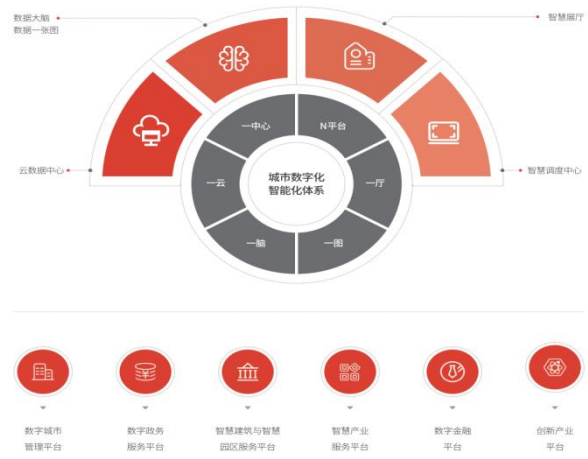 数据大脑
数据一张图
智慧展厅
云数据中心
智慧调度中心
一中心
N平台
一云
一厅
一脑
一图
城市数字化
智能化体系
数字城市
管理平台
数字政务
服务平台
智慧建筑与智慧
园区服务平台
智慧产业
服务平台
数字金融
平台
创新产业
平台